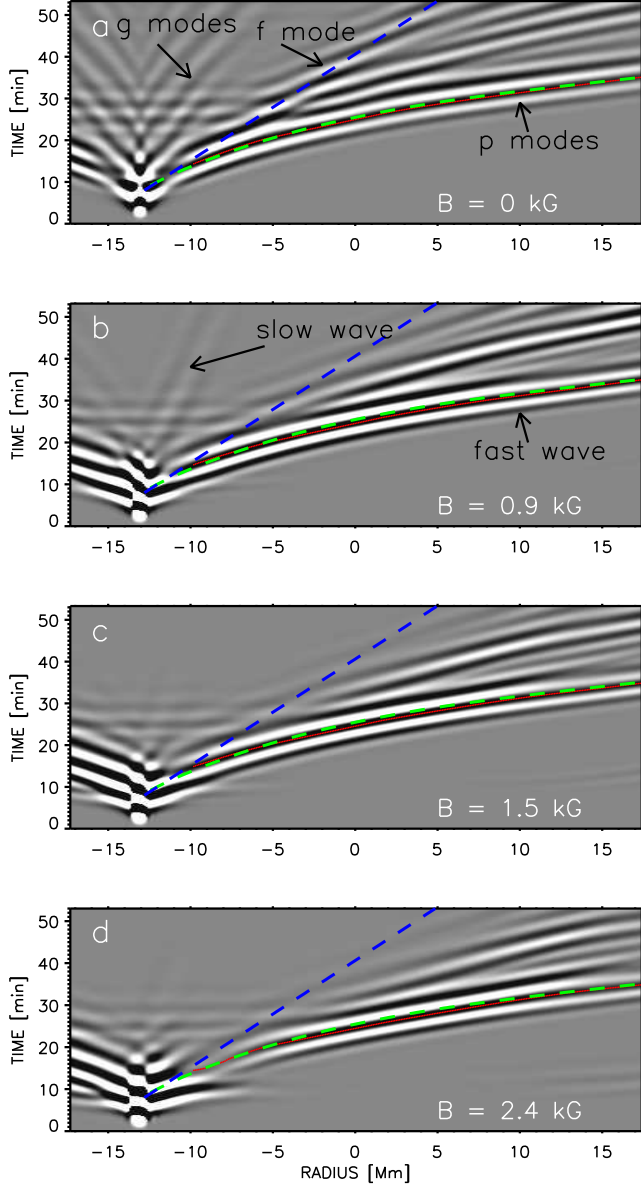 a
g modes
f mode
p modes
B = 0 kG
TIME [min]
50
40
30
20
10
0
-15 -10 -5 0 5 10 15
b
slow wave
fast wave
B = 0.9 kG
TIME [min]
50
40
30
20
10
0
-15 -10 -5 0 5 10 15
c
B = 1.5 kG
TIME [min]
50
40
30
20
10
0
-15 -10 -5 0 5 10 15
d
B = 2.4 kG
TIME [min]
50
40
30
20
10
0
-15 -10 -5 0 5 10 15
RADIUS [Mm]